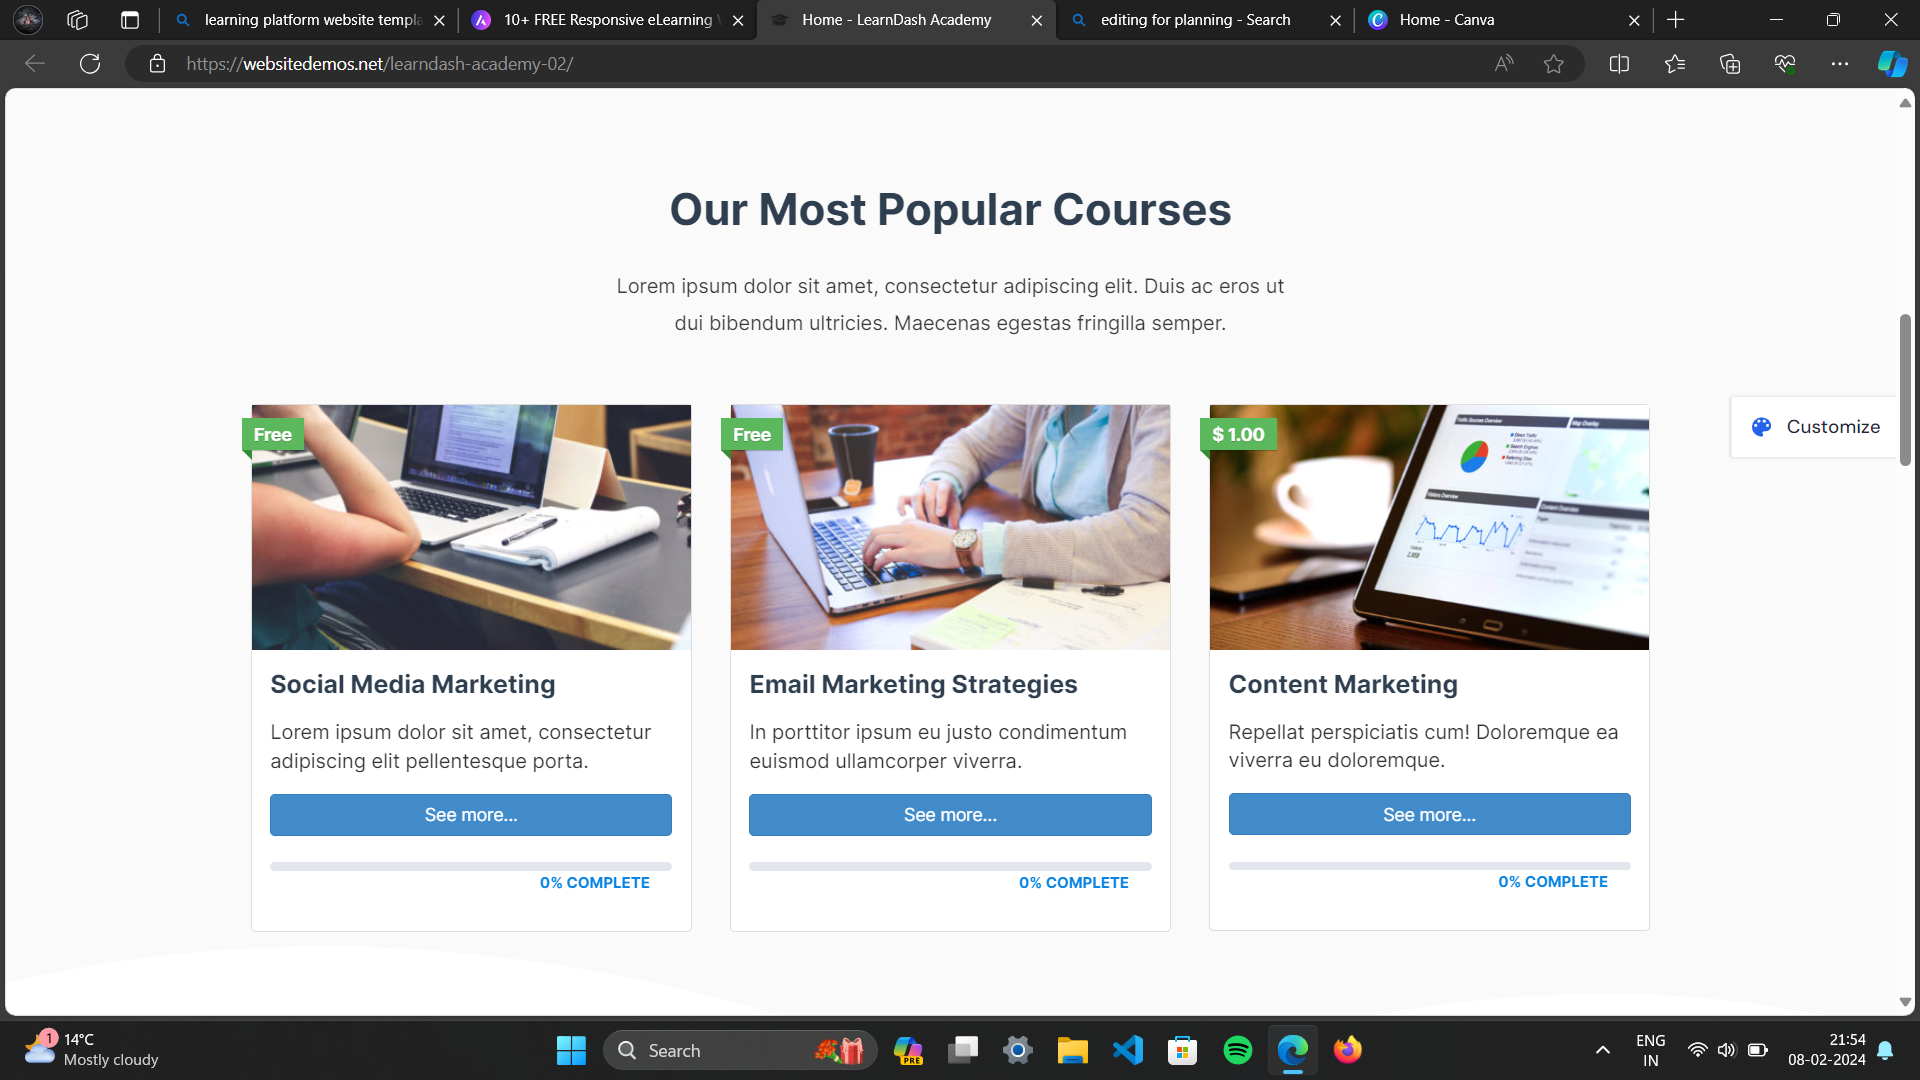 learning platform website templa
10+ FREE Responsive eLearning
Home - LearnDash Academy
editing for planning - Search
Home - Canva
https://websitedemos.net/learndash-academy-02/
Our Most Popular Courses
Lorem ipsum dolor sit amet, consectetur adipiscing elit. Duis ac eros ut
dui bibendum ultricies. Maecenas egestas fringilla semper.
Customize
Free
Social Media Marketing
Lorem ipsum dolor sit amet, consectetur
adipiscing elit pellentesque porta.
See more...
0% COMPLETE
Free
Email Marketing Strategies
In porttitor ipsum eu justo condimentum
euismod ullamcorper viverra.
See more...
0% COMPLETE
$ 1.00
Content Marketing
Repellat perspiciatis cum! Doloremque ea
viverra eu doloremque.
See more...
0% COMPLETE
1
14°C
Mostly cloudy
Search
PRE
ENG
IN
21:54
08-02-2024